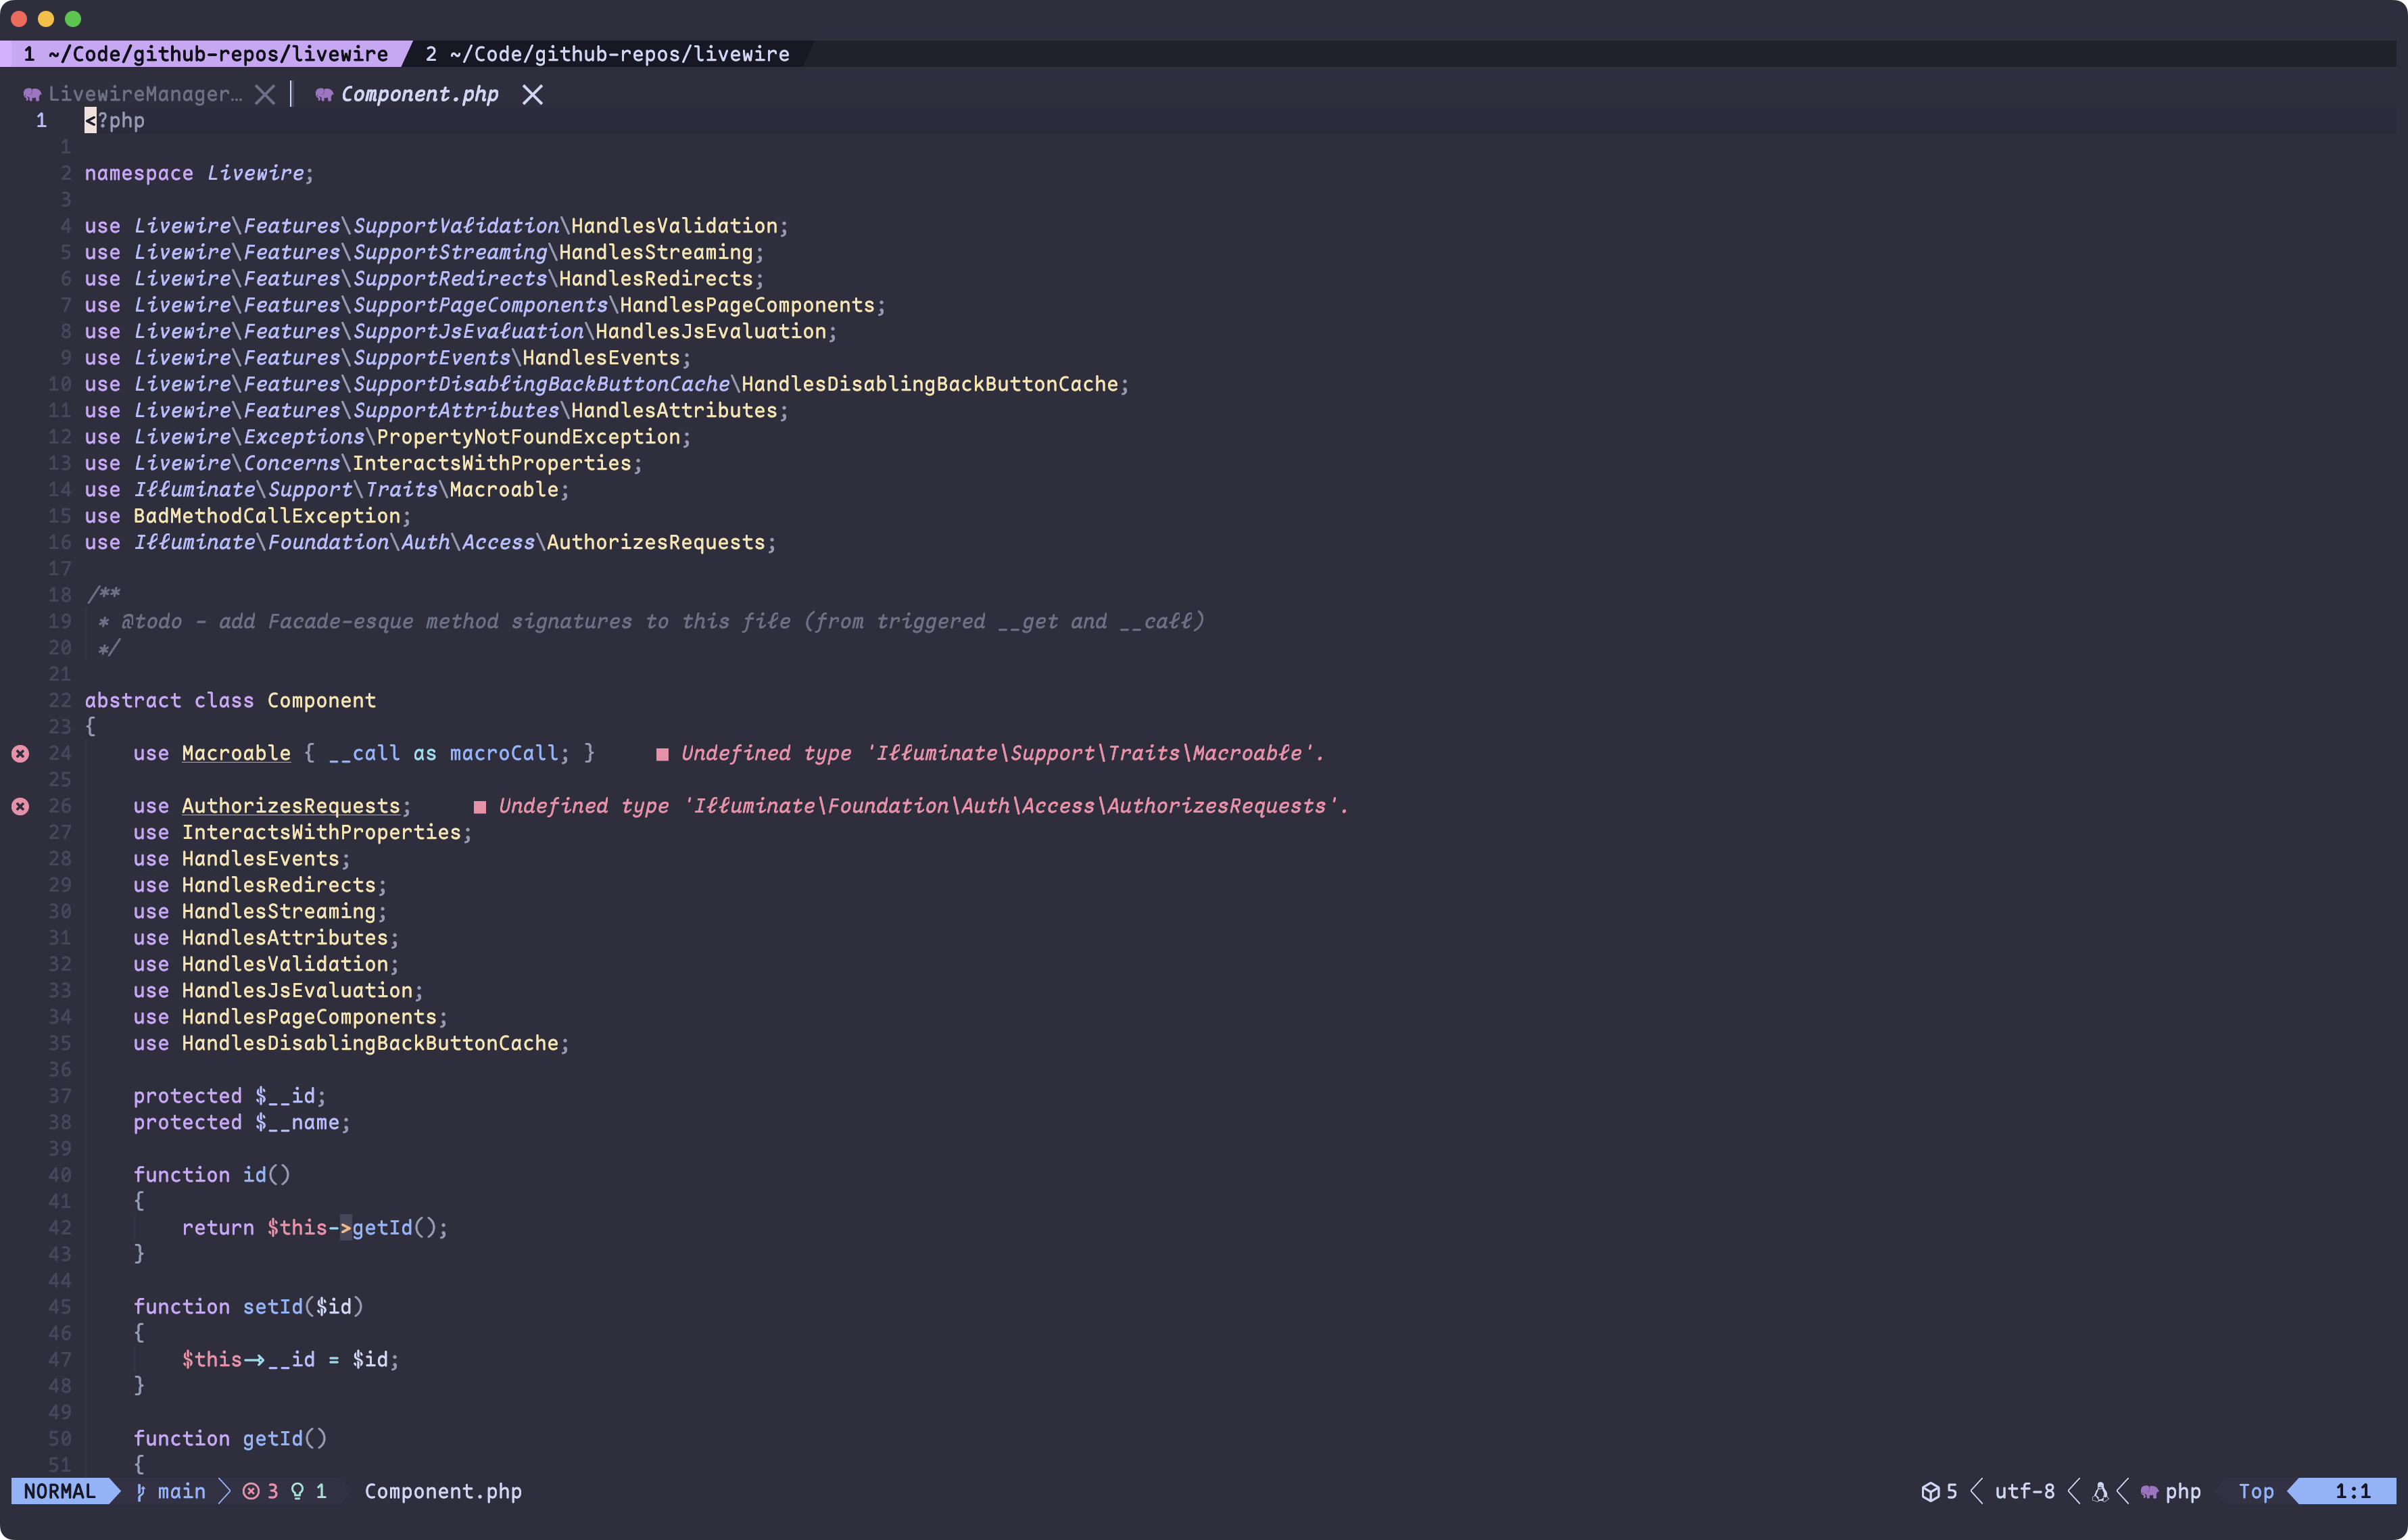 1 ~/Code/github-repos/livewire 2 ~/Code/github-repos/livewire
LivewireManager… Component.php
1 <?php
1
2 namespace Livewire;
3
4 use Livewire\Features\SupportValidation\HandlesValidation;
5 use Livewire\Features\SupportStreaming\HandlesStreaming;
6 use Livewire\Features\SupportRedirects\HandlesRedirects;
7 use Livewire\Features\SupportPageComponents\HandlesPageComponents;
8 use Livewire\Features\SupportJsEvaluation\HandlesJsEvaluation;
9 use Livewire\Features\SupportEvents\HandlesEvents;
10 use Livewire\Features\SupportDisablingBackButtonCache\HandlesDisablingBackButtonCache;
11 use Livewire\Features\SupportAttributes\HandlesAttributes;
12 use Livewire\Exceptions\PropertyNotFoundException;
13 use Livewire\Concerns\InteractsWithProperties;
14 use Illuminate\Support\Traits\Macroable;
15 use BadMethodCallException;
16 use Illuminate\Foundation\Auth\Access\AuthorizesRequests;
17
18 /**
19 * @todo - add Facade-esque method signatures to this file (from triggered __get and __call)
20 */
21
22 abstract class Component
23 {
24 use Macroable { __call as macroCall; } ■ Undefined type 'Illuminate\Support\Traits\Macroable'.
25
26 use AuthorizesRequests; ■ Undefined type 'Illuminate\Foundation\Auth\Access\AuthorizesRequests'.
27 use InteractsWithProperties;
28 use HandlesEvents;
29 use HandlesRedirects;
30 use HandlesStreaming;
31 use HandlesAttributes;
32 use HandlesValidation;
33 use HandlesJsEvaluation;
34 use HandlesPageComponents;
35 use HandlesDisablingBackButtonCache;
36
37 protected $__id;
38 protected $__name;
39
40 function id()
41 {
42 return $this->getId();
43 }
44
45 function setId($id)
46 {
47 $this->__id = $id;
48 }
49
50 function getId()
51 {
NORMAL main 3 1 Component.php 5 utf-8 php Top 1:1